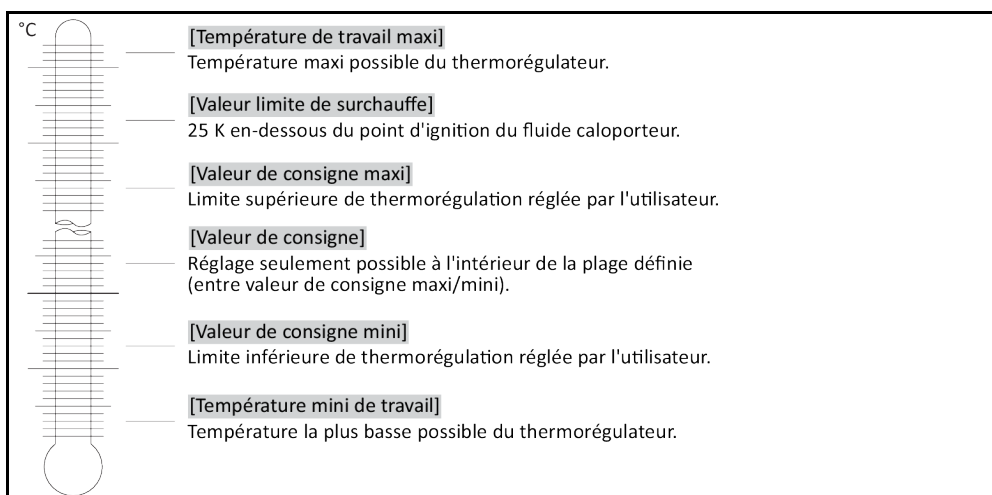 °C
[Température de travail maxi]
Température maxi possible du thermorégulateur.
[Valeur limite de surchauffe]
25 K en-dessous du point d'ignition du fluide caloporteur.
[Valeur de consigne maxi]
Limite supérieure de thermorégulation réglée par l'utilisateur.
[Valeur de consigne]
Réglage seulement possible à l'intérieur de la plage définie
(entre valeur de consigne maxi/mini).
[Valeur de consigne mini]
Limite inférieure de thermorégulation réglée par l'utilisateur.
[Température mini de travail]
Température la plus basse possible du thermorégulateur.